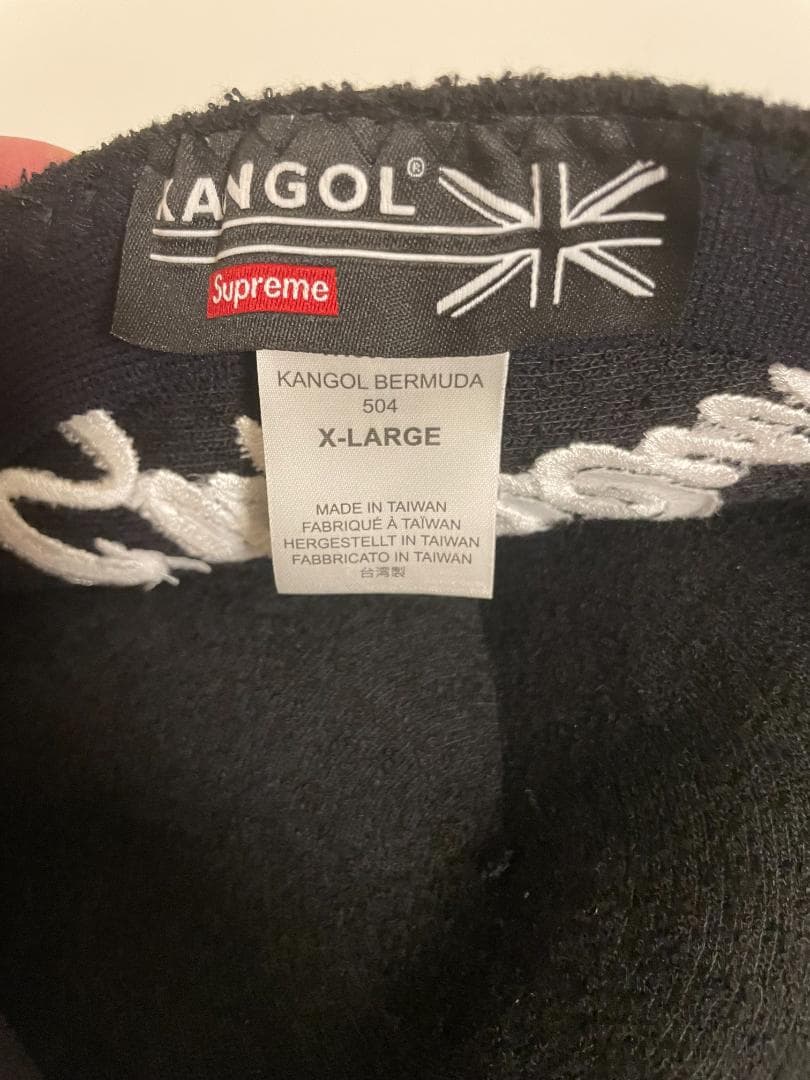 KANGOL®
Supreme
KANGOL BERMUDA
504
X-LARGE
MADE IN TAIWAN
FABRIQUÉ À TAÏWAN
HERGESTELLT IN TAIWAN
FABBRICATO IN TAIWAN
台湾製